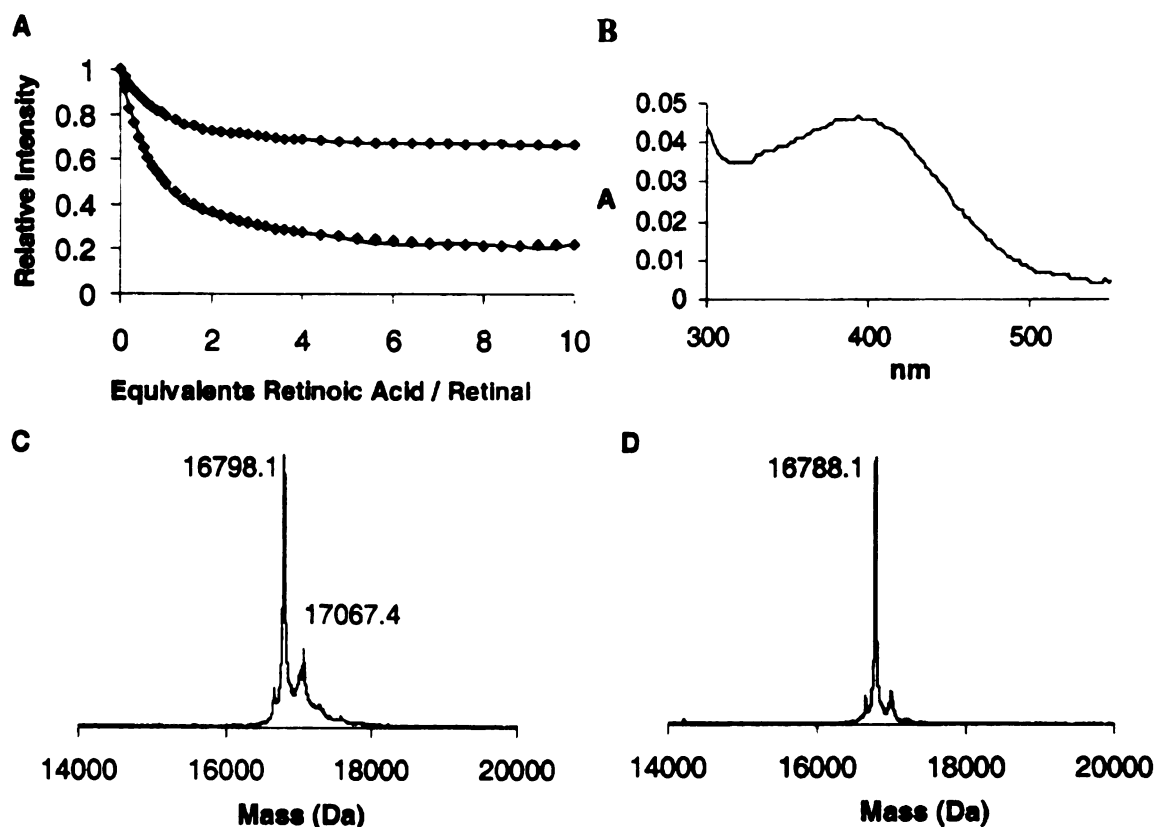 A
Relative Intensity
1
0.8
0.6
0.4
0.2
0
0 2 4 6 8 10
Equivalents Retinoic Acid / Retinal
B
A
0.05
0.04
0.03
0.02
0.01
0
300 400 500
nm
C
16798.1
17067.4
14000 16000 18000 20000
Mass (Da)
D
16788.1
14000 16000 18000 20000
Mass (Da)